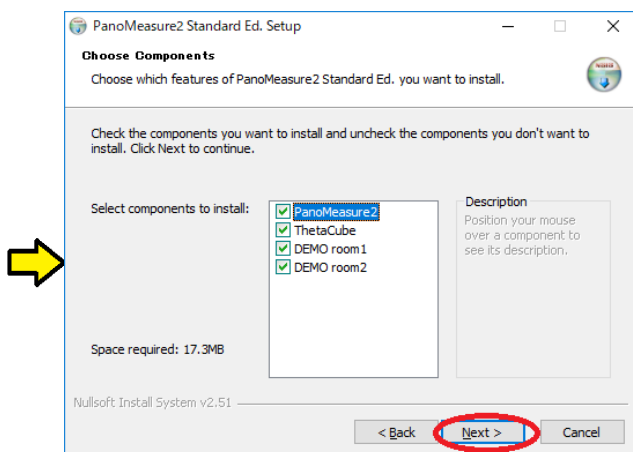 PanoMeasure2 Standard Ed. Setup
Choose Components
Choose which features of PanoMeasure2 Standard Ed. you want to install.
Check the components you want to install and uncheck the components you don't want to
install. Click Next to continue.
Select components to install:
PanoMeasure2
ThetaCube
DEMO room1
DEMO room2
Description
Position your mouse
over a component to
see its description.
Space required: 17.3MB
Nullsoft Install System v2.51
< Back
Next >
Cancel